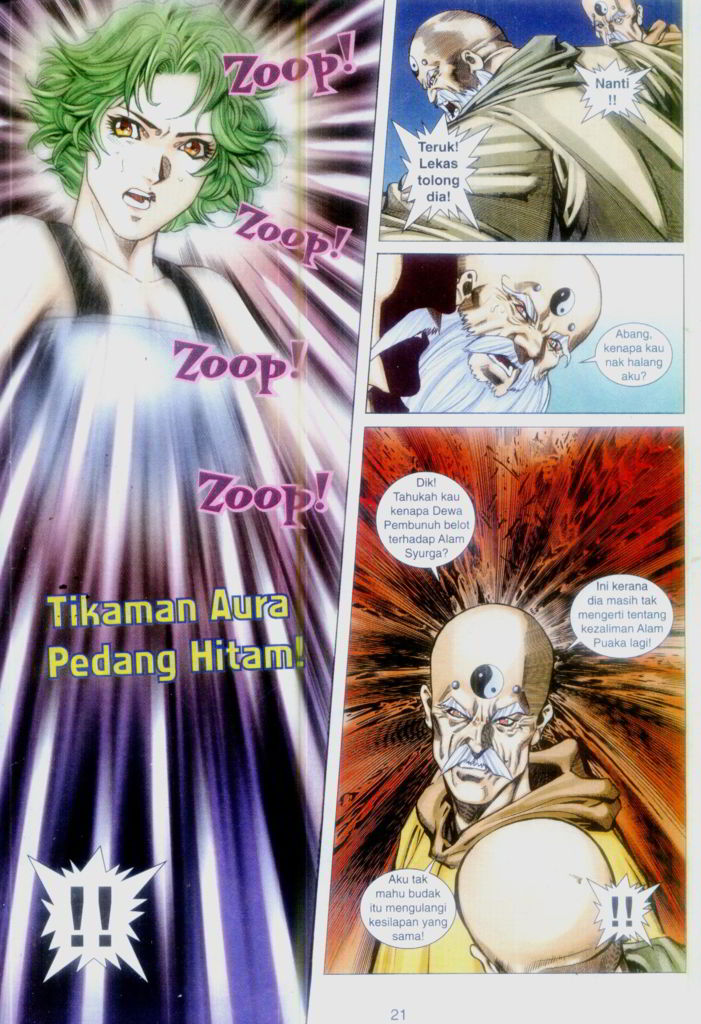 Zoop!
Zoop!
Zoop!
Zoop!
Tikaman Aura
Pedang Hitam!
!!
Nanti
!!
Teruk!
Lekas
tolong
dia!
Abang,
kenapa kau
nak halang
aku?
Dik!
Tahukah kau
kenapa Dewa
Pembunuh belot
terhadap Alam
Syurga?
Ini kerana
dia masih tak
mengerti tentang
kezaliman Alam
Puaka lagi!
Aku tak
mahu budak
itu mengulangi
kesilapan yang
sama!
!!
21